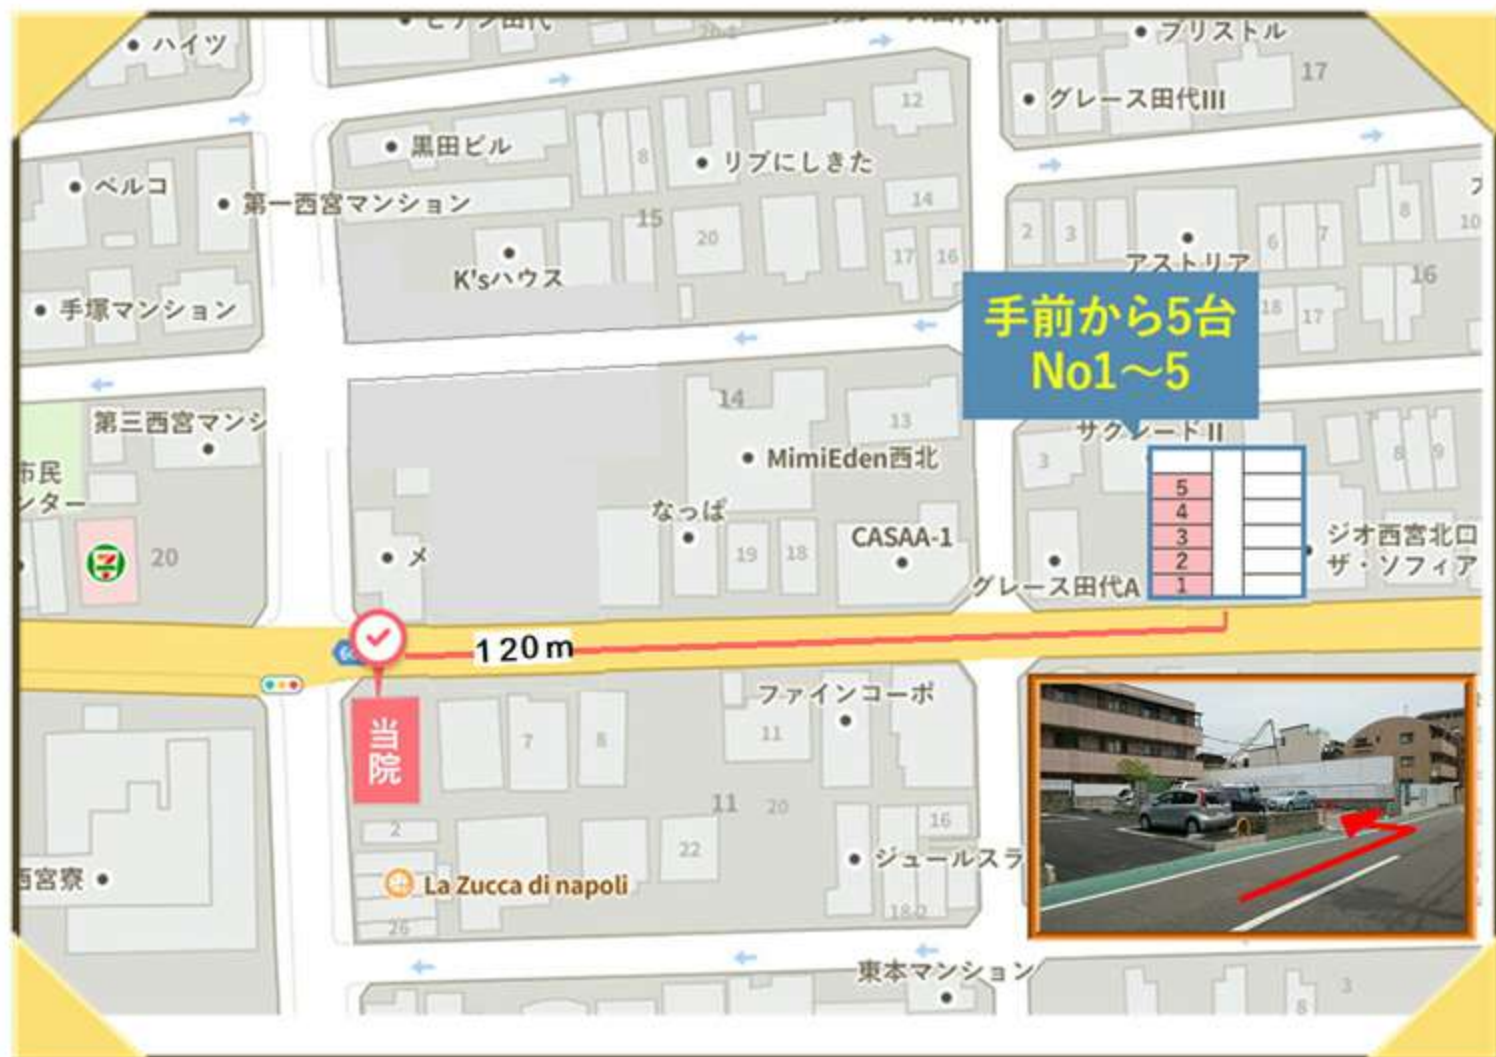 ハイツ
ビラン田代
ブリストル
17
グレース田代III
12
黒田ビル
8
リブにしきた
ベルコ
第一西宮マンション
14
15
20
17
16
K'sハウス
手塚マンション
2
3
8
10
6
7
アストリア
16
18
17
手前から5台
No1～5
14
13
第三西宮マンシ
サクレードII
3
8
9
MimiEden西北
市民
ンター
5
4
3
2
1
なっぱ
CASAA-1
ジオ西宮北口
ザ・ソフィア
20
メ
19
18
グレース田代A
120m
当院
ファインコーポ
7
8
11
11
20
2
22
16
ジュールスラ
西宮寮
La Zucca di napoli
26
18-2
東本マンション
3
8